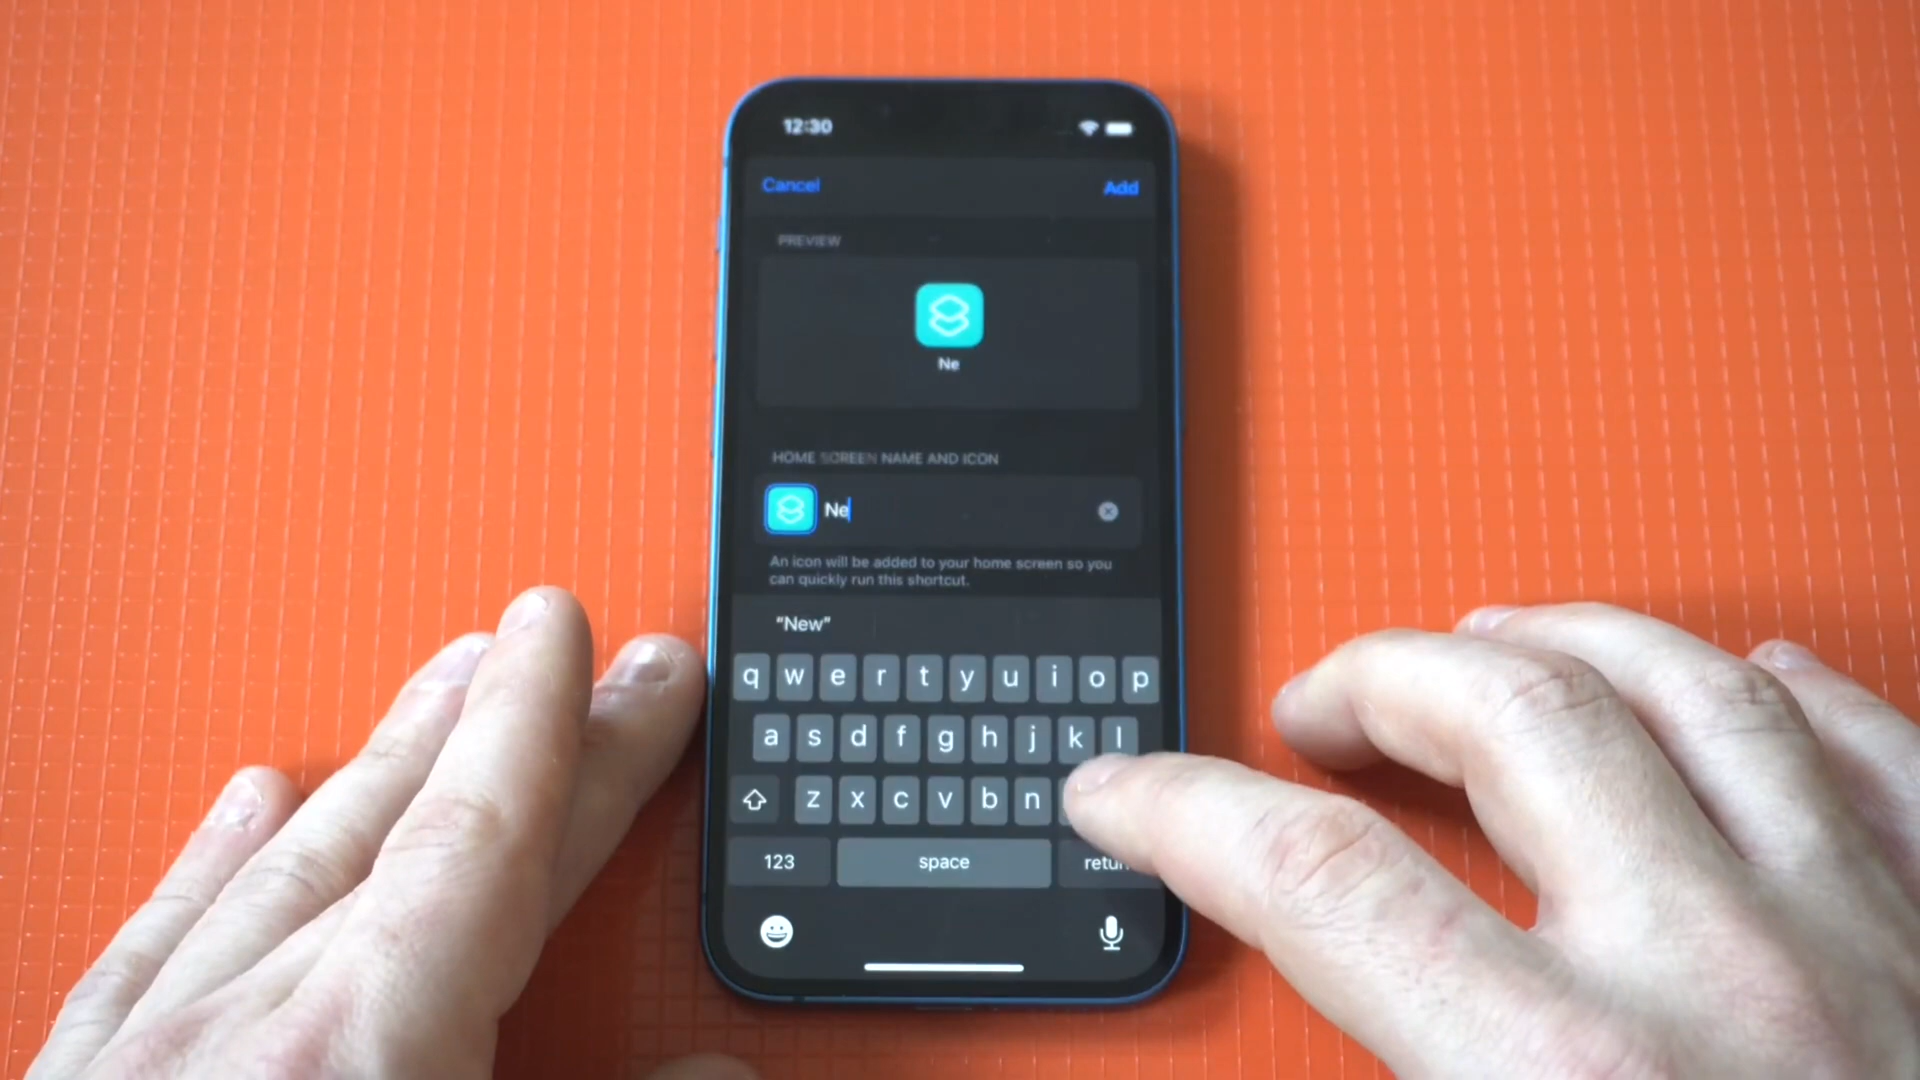 12:30
Cancel
Add
PREVIEW
Ne
HOME SCREEN NAME AND ICON
Ne
An icon will be added to your home screen so you
can quickly run this shortcut.
"New"
q w e r t y u i o p
a s d f g h j k l
z x c v b n
123
space
return